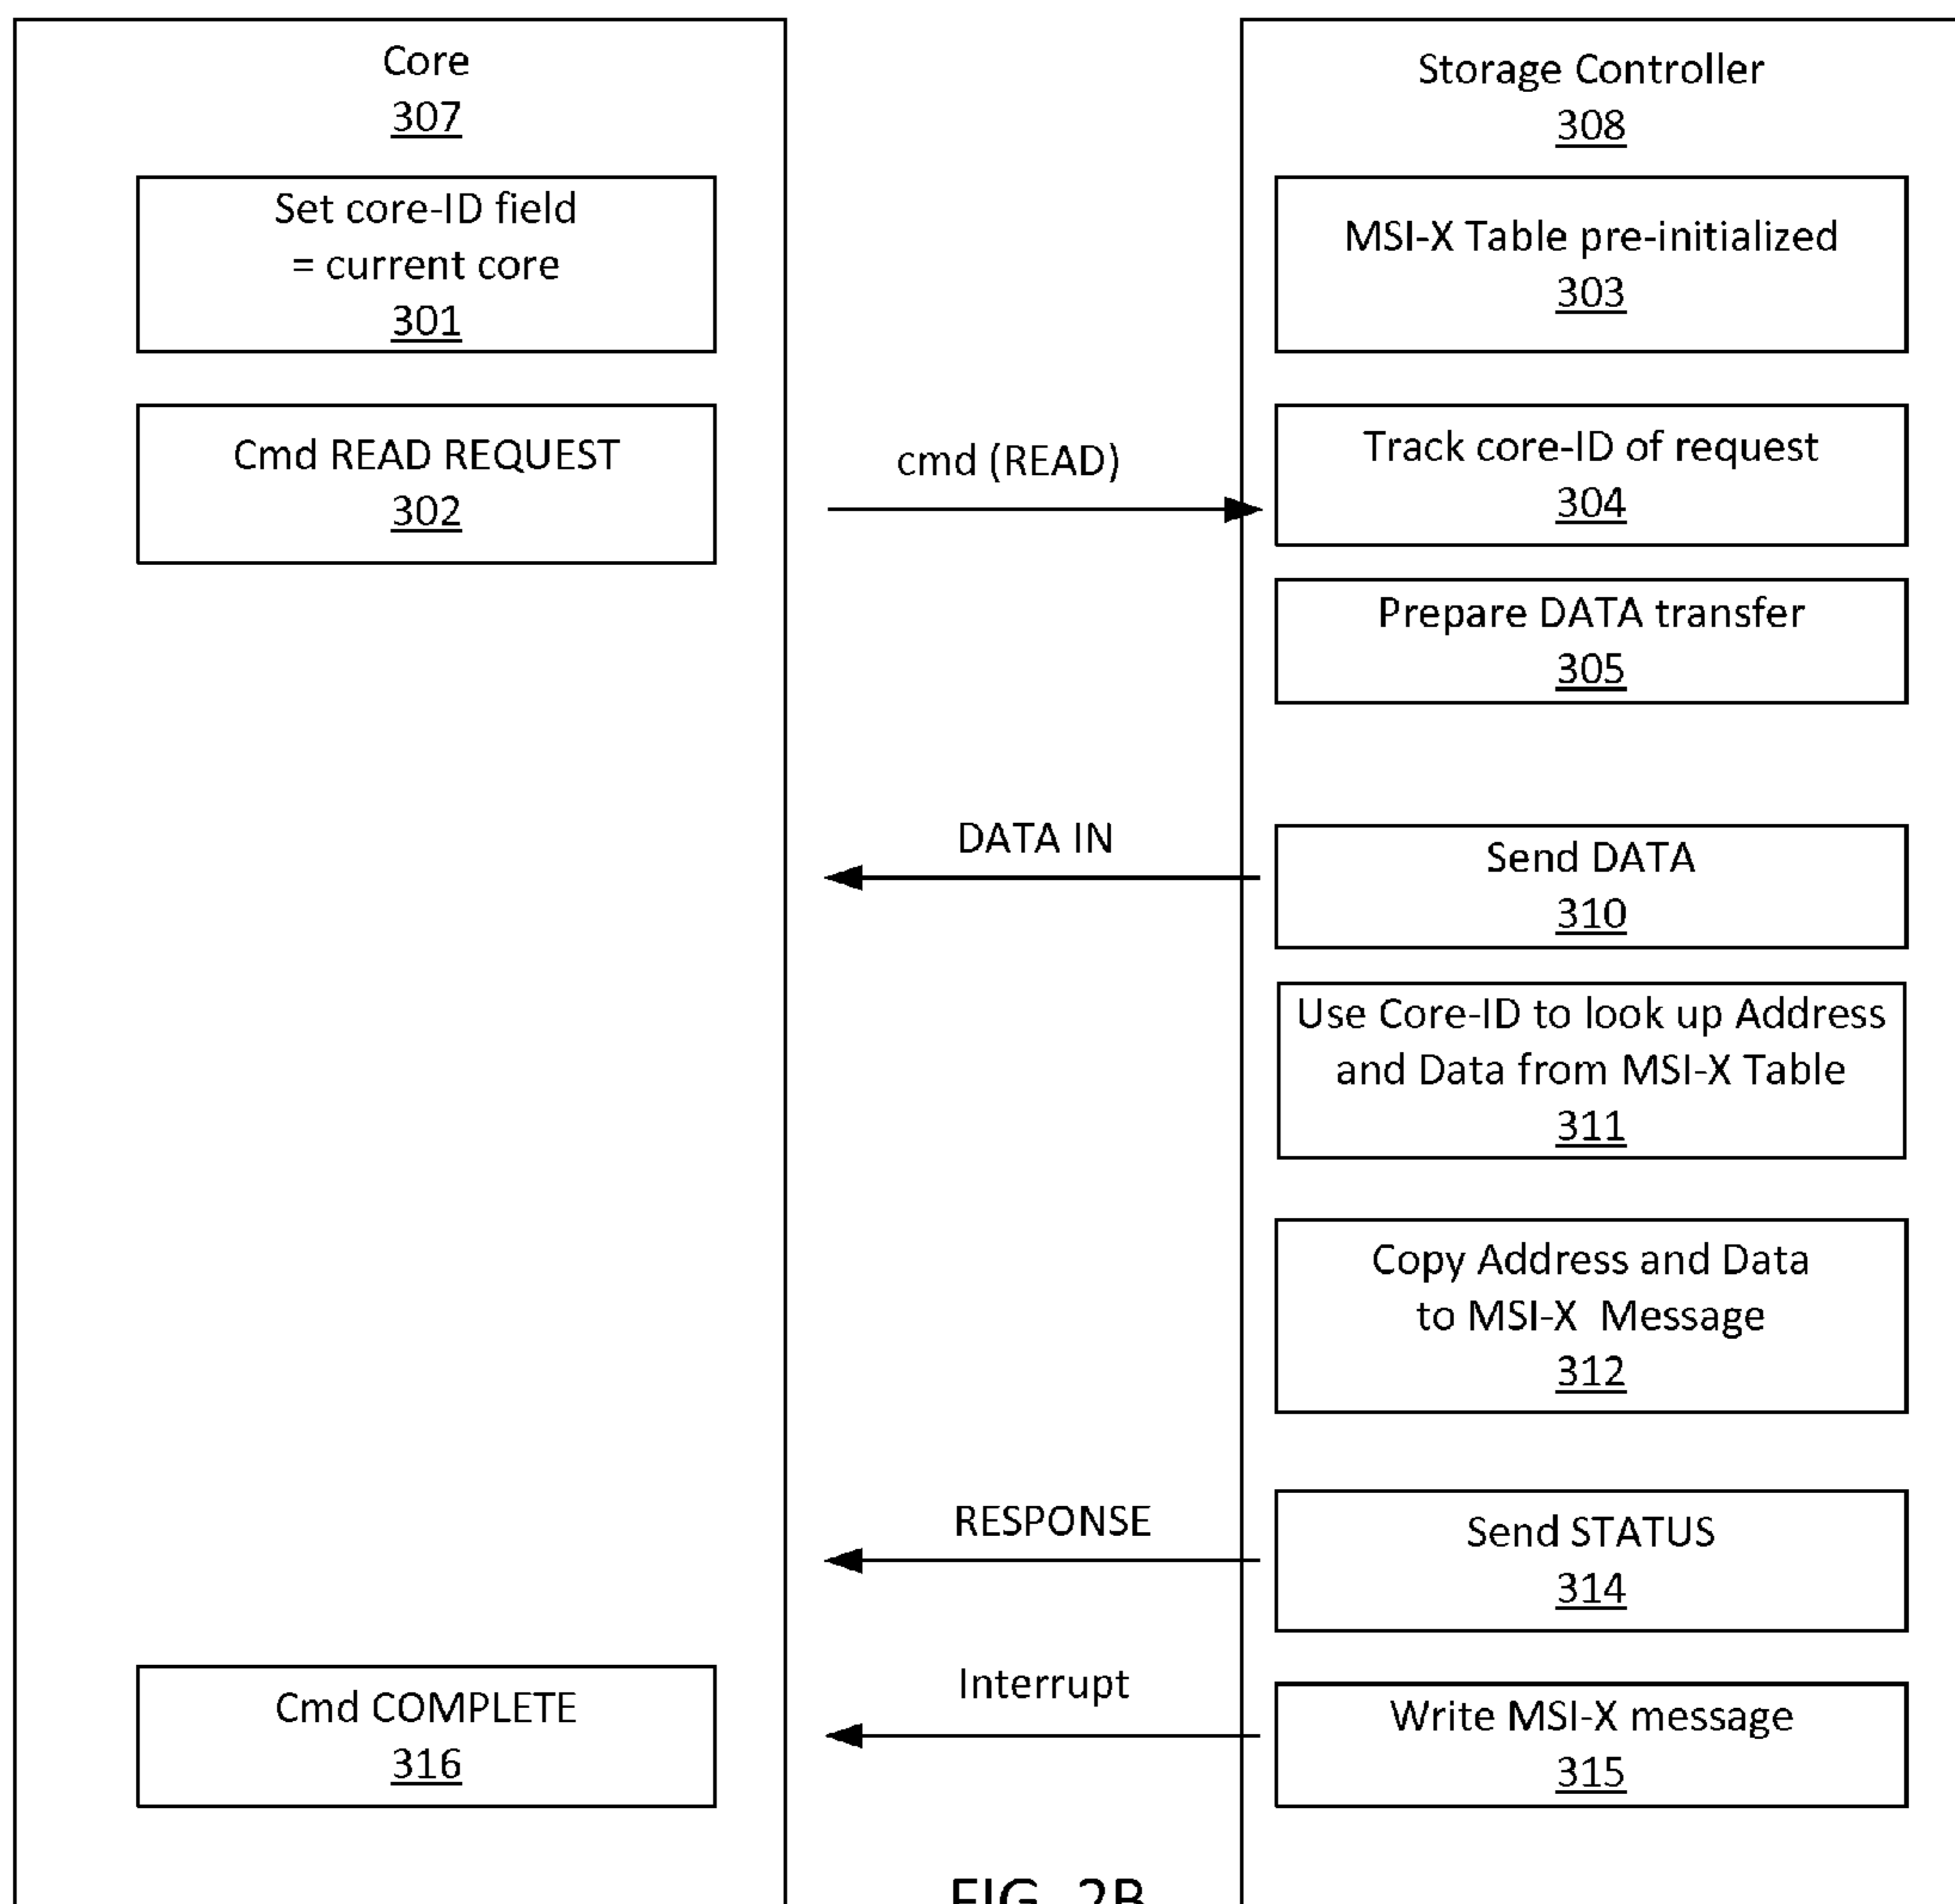 Core
307
Set core-ID field
= current core
301
Cmd READ REQUEST
302
cmd (READ)
DATA IN
RESPONSE
Interrupt
Cmd COMPLETE
316
Storage Controller
308
MSI-X Table pre-initialized
303
Track core-ID of request
304
Prepare DATA transfer
305
Send DATA
310
Use Core-ID to look up Address
and Data from MSI-X Table
311
Copy Address and Data
to MSI-X Message
312
Send STATUS
314
Write MSI-X message
315
FIG. 2B